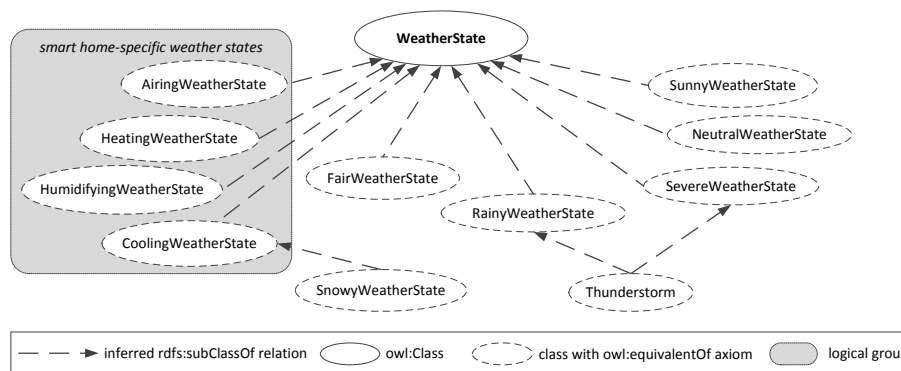 smart home-specific weather states
WeatherState
AiringWeatherState
SunnyWeatherState
HeatingWeatherState
NeutralWeatherState
HumidifyingWeatherState
FairWeatherState
SevereWeatherState
RainyWeatherState
CoolingWeatherState
SnowyWeatherState
Thunderstorm
inferred rdfs:subClassOf relation
owl:Class
class with owl:equivalentOf axiom
logical grou